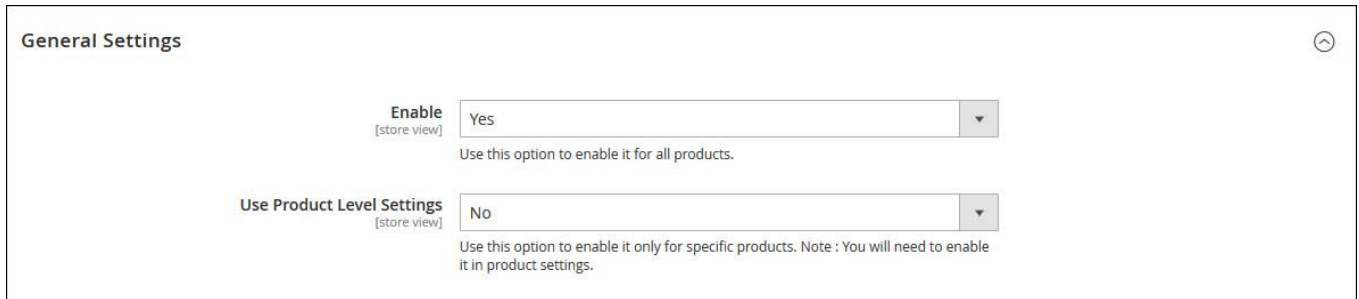 General Settings
Enable
[store view]
Yes
Use this option to enable it for all products.
Use Product Level Settings
[store view]
No
Use this option to enable it only for specific products. Note : You will need to enable
it in product settings.